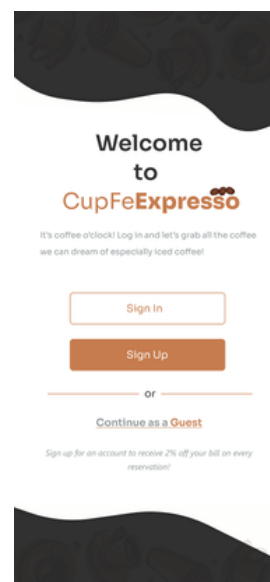 Welcome
to
CupFeExpresso
It's coffee o'clock! Log in and let's grab all the coffee
we can dream of especially iced coffee!
Sign In
Sign Up
or
Continue as a Guest
Sign up for an account to receive 2% off your bill on every
reservation!